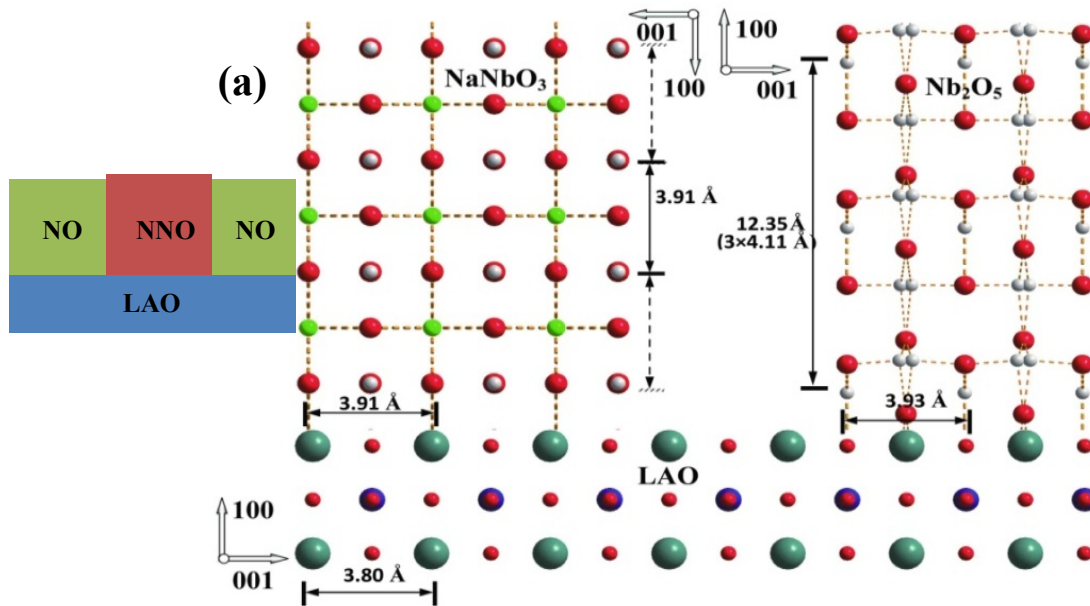 (a)
NO
NNO
NO
LAO
NaNbO₃
001
100
100
001
Nb₂O₅
3.91 Å
12.35Å
(3×4.11 Å)
3.91 Å
3.93 Å
LAO
100
001
3.80 Å